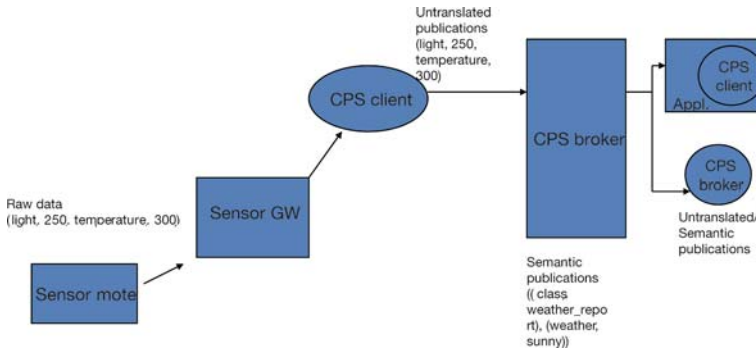 Untranslated
publications
(light, 250,
temperature,
300)
CPS client
CPS broker
CPS
client
Appl.
CPS
broker
Untranslated/
Semantic
publications
Raw data
(light, 250, temperature, 300)
Sensor GW
Sensor mote
Semantic
publications
(( class
weather_repo
rt), (weather,
sunny))